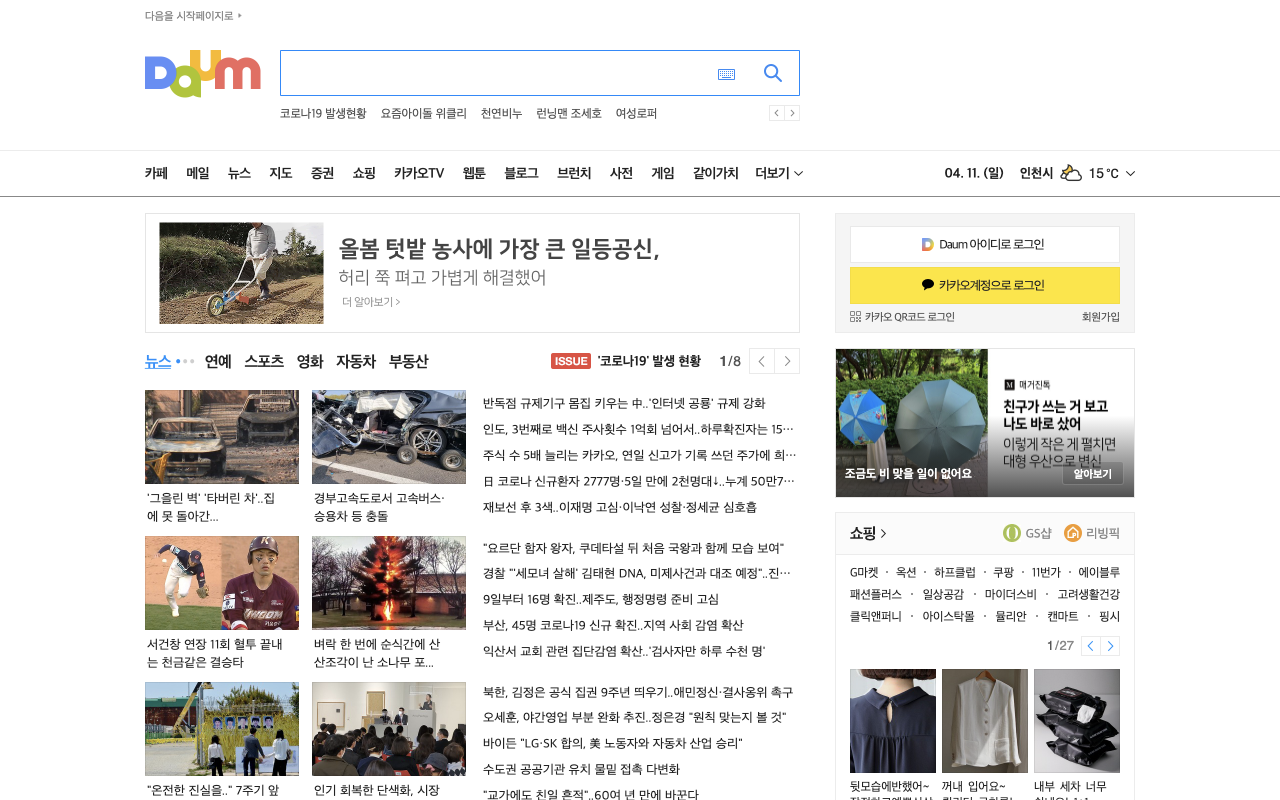 다음을 시작페이지로
Daum
코로나19 발생현황 요즘아이돌 위클리 천연비누 런닝맨 조세호 여성로퍼
카페 메일 뉴스 지도 증권 쇼핑 카카오TV 웹툰 블로그 브런치 사전 게임 같이가치 더보기
04. 11. (일) 인천시 15 °C
올봄 텃밭 농사에 가장 큰 일등공신,
허리 쭉 펴고 가볍게 해결했어
더 알아보기 >
Daum 아이디로 로그인
카카오계정으로 로그인
카카오 QR코드 로그인 회원가입
뉴스 연예 스포츠 영화 자동차 부동산
ISSUE '코로나19' 발생 현황 1/8
'그을린 벽' '타버린 차'..집
에 못 돌아간...
경부고속도로서 고속버스·
승용차 등 충돌
서건창 연장 11회 혈투 끝내
는 천금같은 결승타
벼락 한 번에 순식간에 산
산조각이 난 소나무 포...
"온전한 진실을.." 7주기 앞
인기 회복한 단색화, 시장
반독점 규제기구 몸집 키우는 中..'인터넷 공룡' 규제 강화
인도, 3번째로 백신 주사횟수 1억회 넘어서..하루확진자는 15···
주식 수 5배 늘리는 카카오, 연일 신고가 기록 쓰던 주가에 희···
日 코로나 신규환자 2777명·5일 만에 2천명대↓..누계 50만7···
재보선 후 3색..이재명 고심·이낙연 성찰·정세균 심호흡
"요르단 함자 왕자, 쿠데타설 뒤 처음 국왕과 함께 모습 보여"
경찰 "'세모녀 살해' 김태현 DNA, 미제사건과 대조 예정"..진···
9일부터 16명 확진..제주도, 행정명령 준비 고심
부산, 45명 코로나19 신규 확진..지역 사회 감염 확산
익산서 교회 관련 집단감염 확산..'검사자만 하루 수천 명'
북한, 김정은 공식 집권 9주년 띄우기..애민정신·결사옹위 촉구
오세훈, 야간영업 부분 완화 추진..정은경 "원칙 맞는지 볼 것"
바이든 "LG·SK 합의, 美 노동자와 자동차 산업 승리"
수도권 공공기관 유치 물밑 접촉 다변화
"교가에도 친일 흔적"..60여 년 만에 바꾼다
M 매거진톡
친구가 쓰는 거 보고
나도 바로 샀어
이렇게 작은 게 펼치면
대형 우산으로 변신
조금도 비 맞을 일이 없어요 알아보기
쇼핑 GS샵 리빙픽
G마켓 · 옥션 · 하프클럽 · 쿠팡 · 11번가 · 에이블루
패션플러스 · 일상공감 · 마이더스비 · 고려생활건강
클릭앤퍼니 · 아이스탁몰 · 뮬리안 · 캔마트 · 핑시
1/27
뒷모습에반했어~
꺼내 입어요~
내부 세차 너무